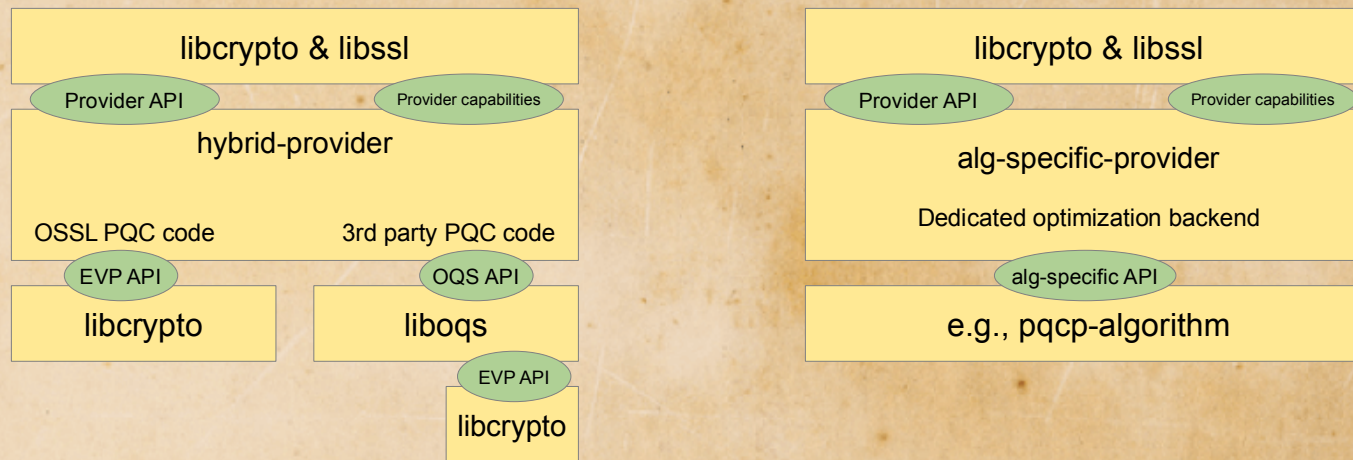 libcrypto & libssl
Provider API
Provider capabilities
hybrid-provider
OSSL PQC code
3rd party PQC code
EVP API
OQS API
libcrypto
liboqs
EVP API
libcrypto
libcrypto & libssl
Provider API
Provider capabilities
alg-specific-provider
Dedicated optimization backend
alg-specific API
e.g., pqcp-algorithm